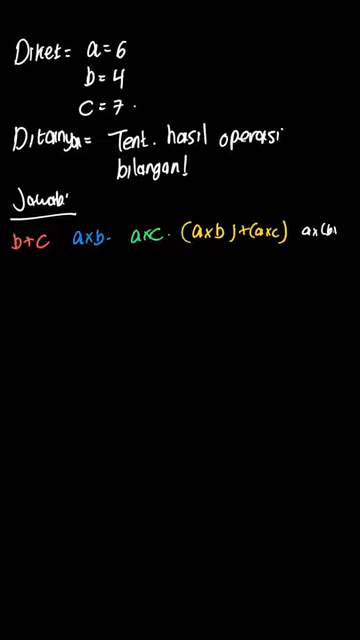 Diket = a = 6
b = 4
c = 7.
Ditanya = Tent. hasil operasi
bilangan!
Jawab:
b+c a×b. a×c. (a×b)+(a×c) a×(b+